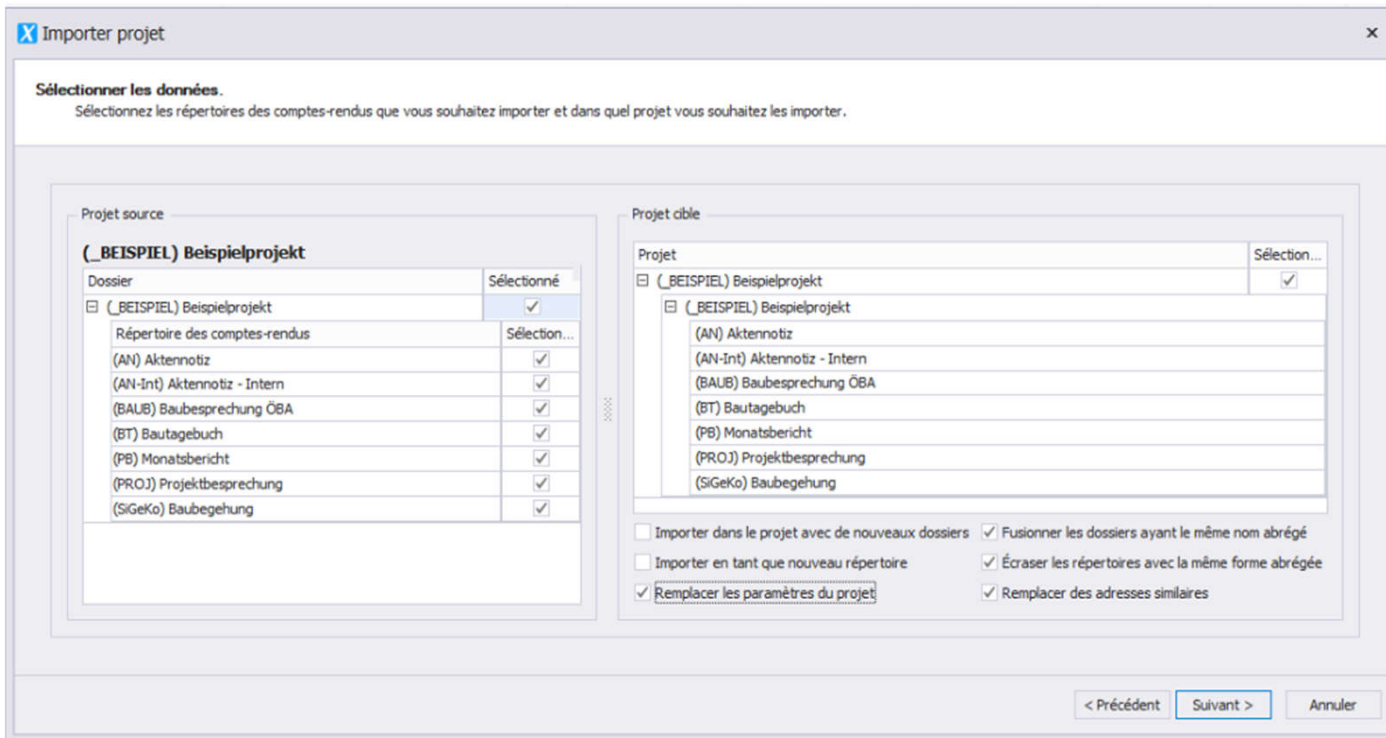 X Importer projet
Sélectionner les données.
Sélectionnez les répertoires des comptes-rendus que vous souhaitez importer et dans quel projet vous souhaitez les importer.
Projet source
(_BEISPIEL) Beispielprojekt
Dossier Sélectionné
(_BEISPIEL) Beispielprojekt
Répertoire des comptes-rendus Sélection...
(AN) Aktennotiz
(AN-Int) Aktennotiz - Intern
(BAUB) Baubesprechung ÖBA
(BT) Bautagebuch
(PB) Monatsbericht
(PROJ) Projektbesprechung
(SiGeKo) Baubegehung
Projet cible
Projet Sélection...
(_BEISPIEL) Beispielprojekt
(_BEISPIEL) Beispielprojekt
(AN) Aktennotiz
(AN-Int) Aktennotiz - Intern
(BAUB) Baubesprechung ÖBA
(BT) Bautagebuch
(PB) Monatsbericht
(PROJ) Projektbesprechung
(SiGeKo) Baubegehung
Importer dans le projet avec de nouveaux dossiers Fusionner les dossiers ayant le même nom abrégé
Importer en tant que nouveau répertoire Écraser les répertoires avec la même forme abrégée
Remplacer les paramètres du projet Remplacer des adresses similaires
< Précédent Suivant > Annuler